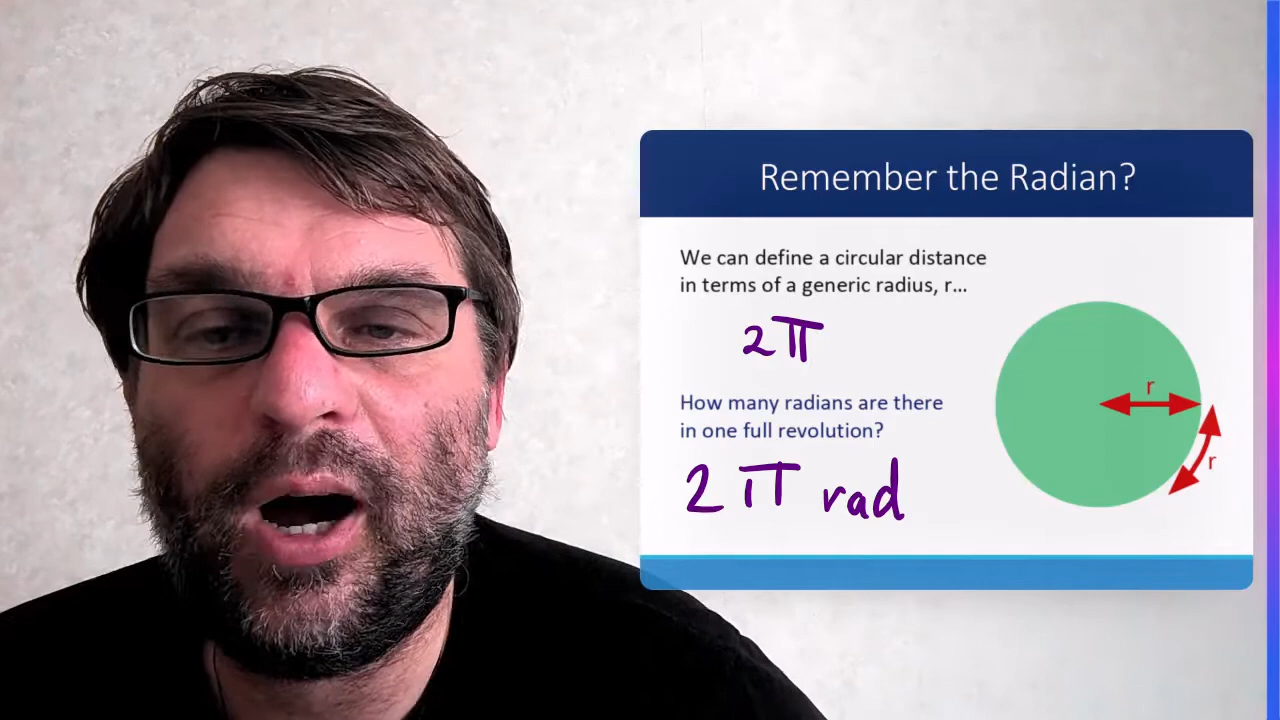 Remember the Radian?
We can define a circular distance
in terms of a generic radius, r...
2π
How many radians are there
in one full revolution?
2π rad
r
r